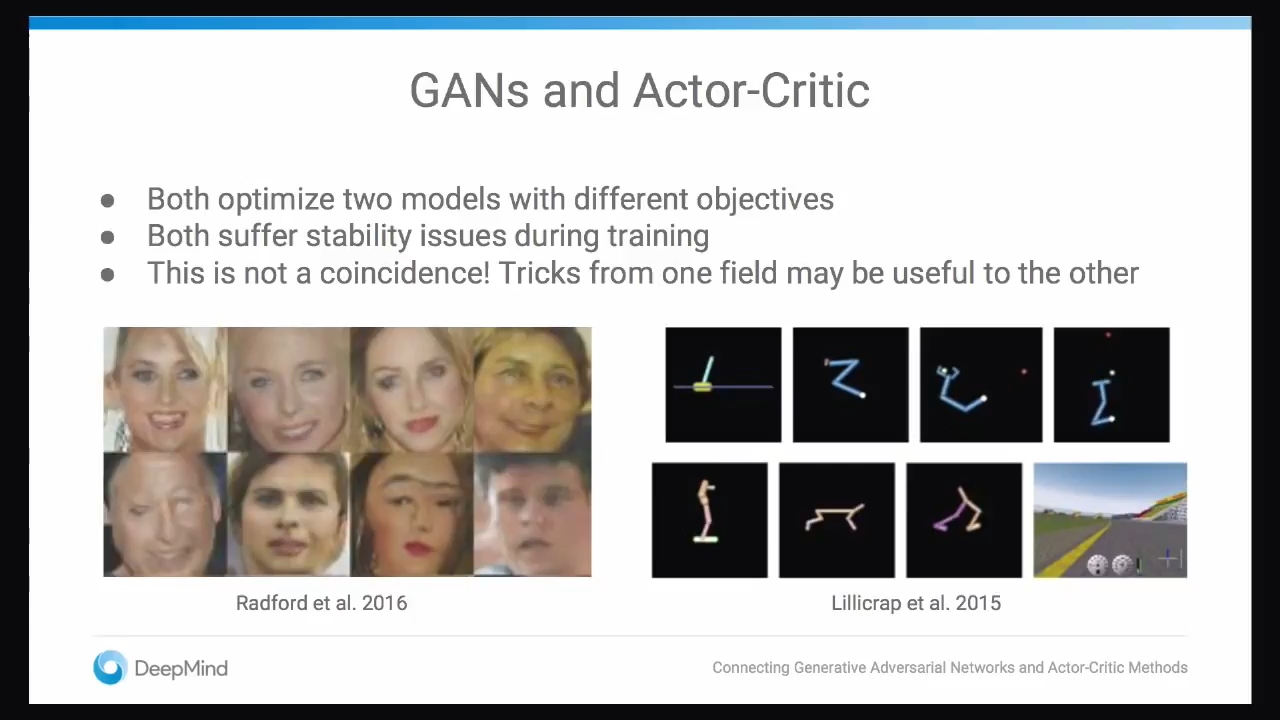 GANs and Actor-Critic
● Both optimize two models with different objectives
● Both suffer stability issues during training
● This is not a coincidence! Tricks from one field may be useful to the other
Radford et al. 2016
Lillicrap et al. 2015
DeepMind
Connecting Generative Adversarial Networks and Actor-Critic Methods